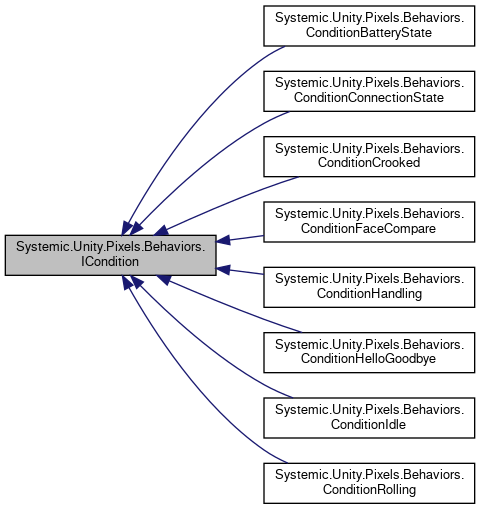 Systemic.Unity.Pixels.Behaviors.
ICondition
Systemic.Unity.Pixels.Behaviors.
ConditionBatteryState
Systemic.Unity.Pixels.Behaviors.
ConditionConnectionState
Systemic.Unity.Pixels.Behaviors.
ConditionCrooked
Systemic.Unity.Pixels.Behaviors.
ConditionFaceCompare
Systemic.Unity.Pixels.Behaviors.
ConditionHandling
Systemic.Unity.Pixels.Behaviors.
ConditionHelloGoodbye
Systemic.Unity.Pixels.Behaviors.
ConditionIdle
Systemic.Unity.Pixels.Behaviors.
ConditionRolling